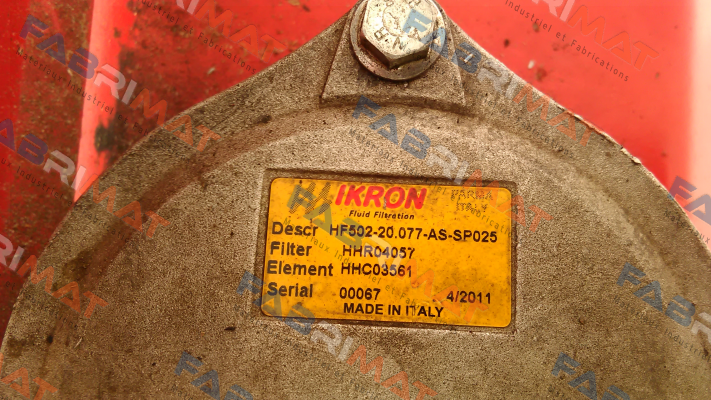 IKRON
Fluid Filtration
PARMA
ITALY
Descr HF502-20.077-AS-SP025
Filter HHR04057
Element HHC03561
Serial 00067 4/2011
MADE IN ITALY
FABRIMAT